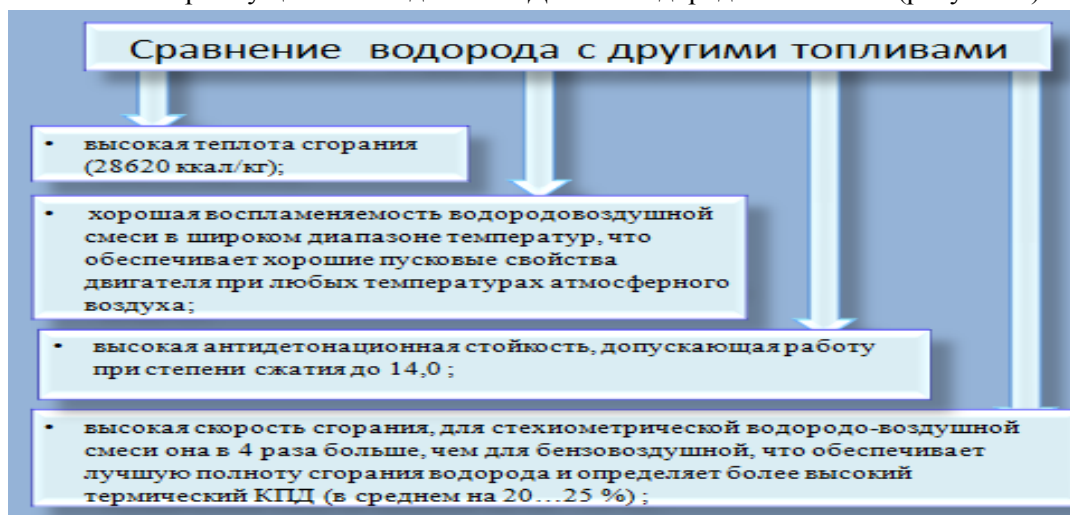 Сравнение водорода с другими топливами
• высокая теплота сгорания
(28620 ккал/кг);
• хорошая воспламеняемость водородовоздушной
смеси в широком диапазоне температур, что
обеспечивает хорошие пусковые свойства
двигателя при любых температурах атмосферного
воздуха;
• высокая антидетонационная стойкость, допускающая работу
при степени сжатия до 14,0 ;
• высокая скорость сгорания, для стехиометрической водородо-воздушной
смеси она в 4 раза больше, чем для бензовоздушной, что обеспечивает
лучшую полноту сгорания водорода и определяет более высокий
термический КПД (в среднем на 20…25 %) ;